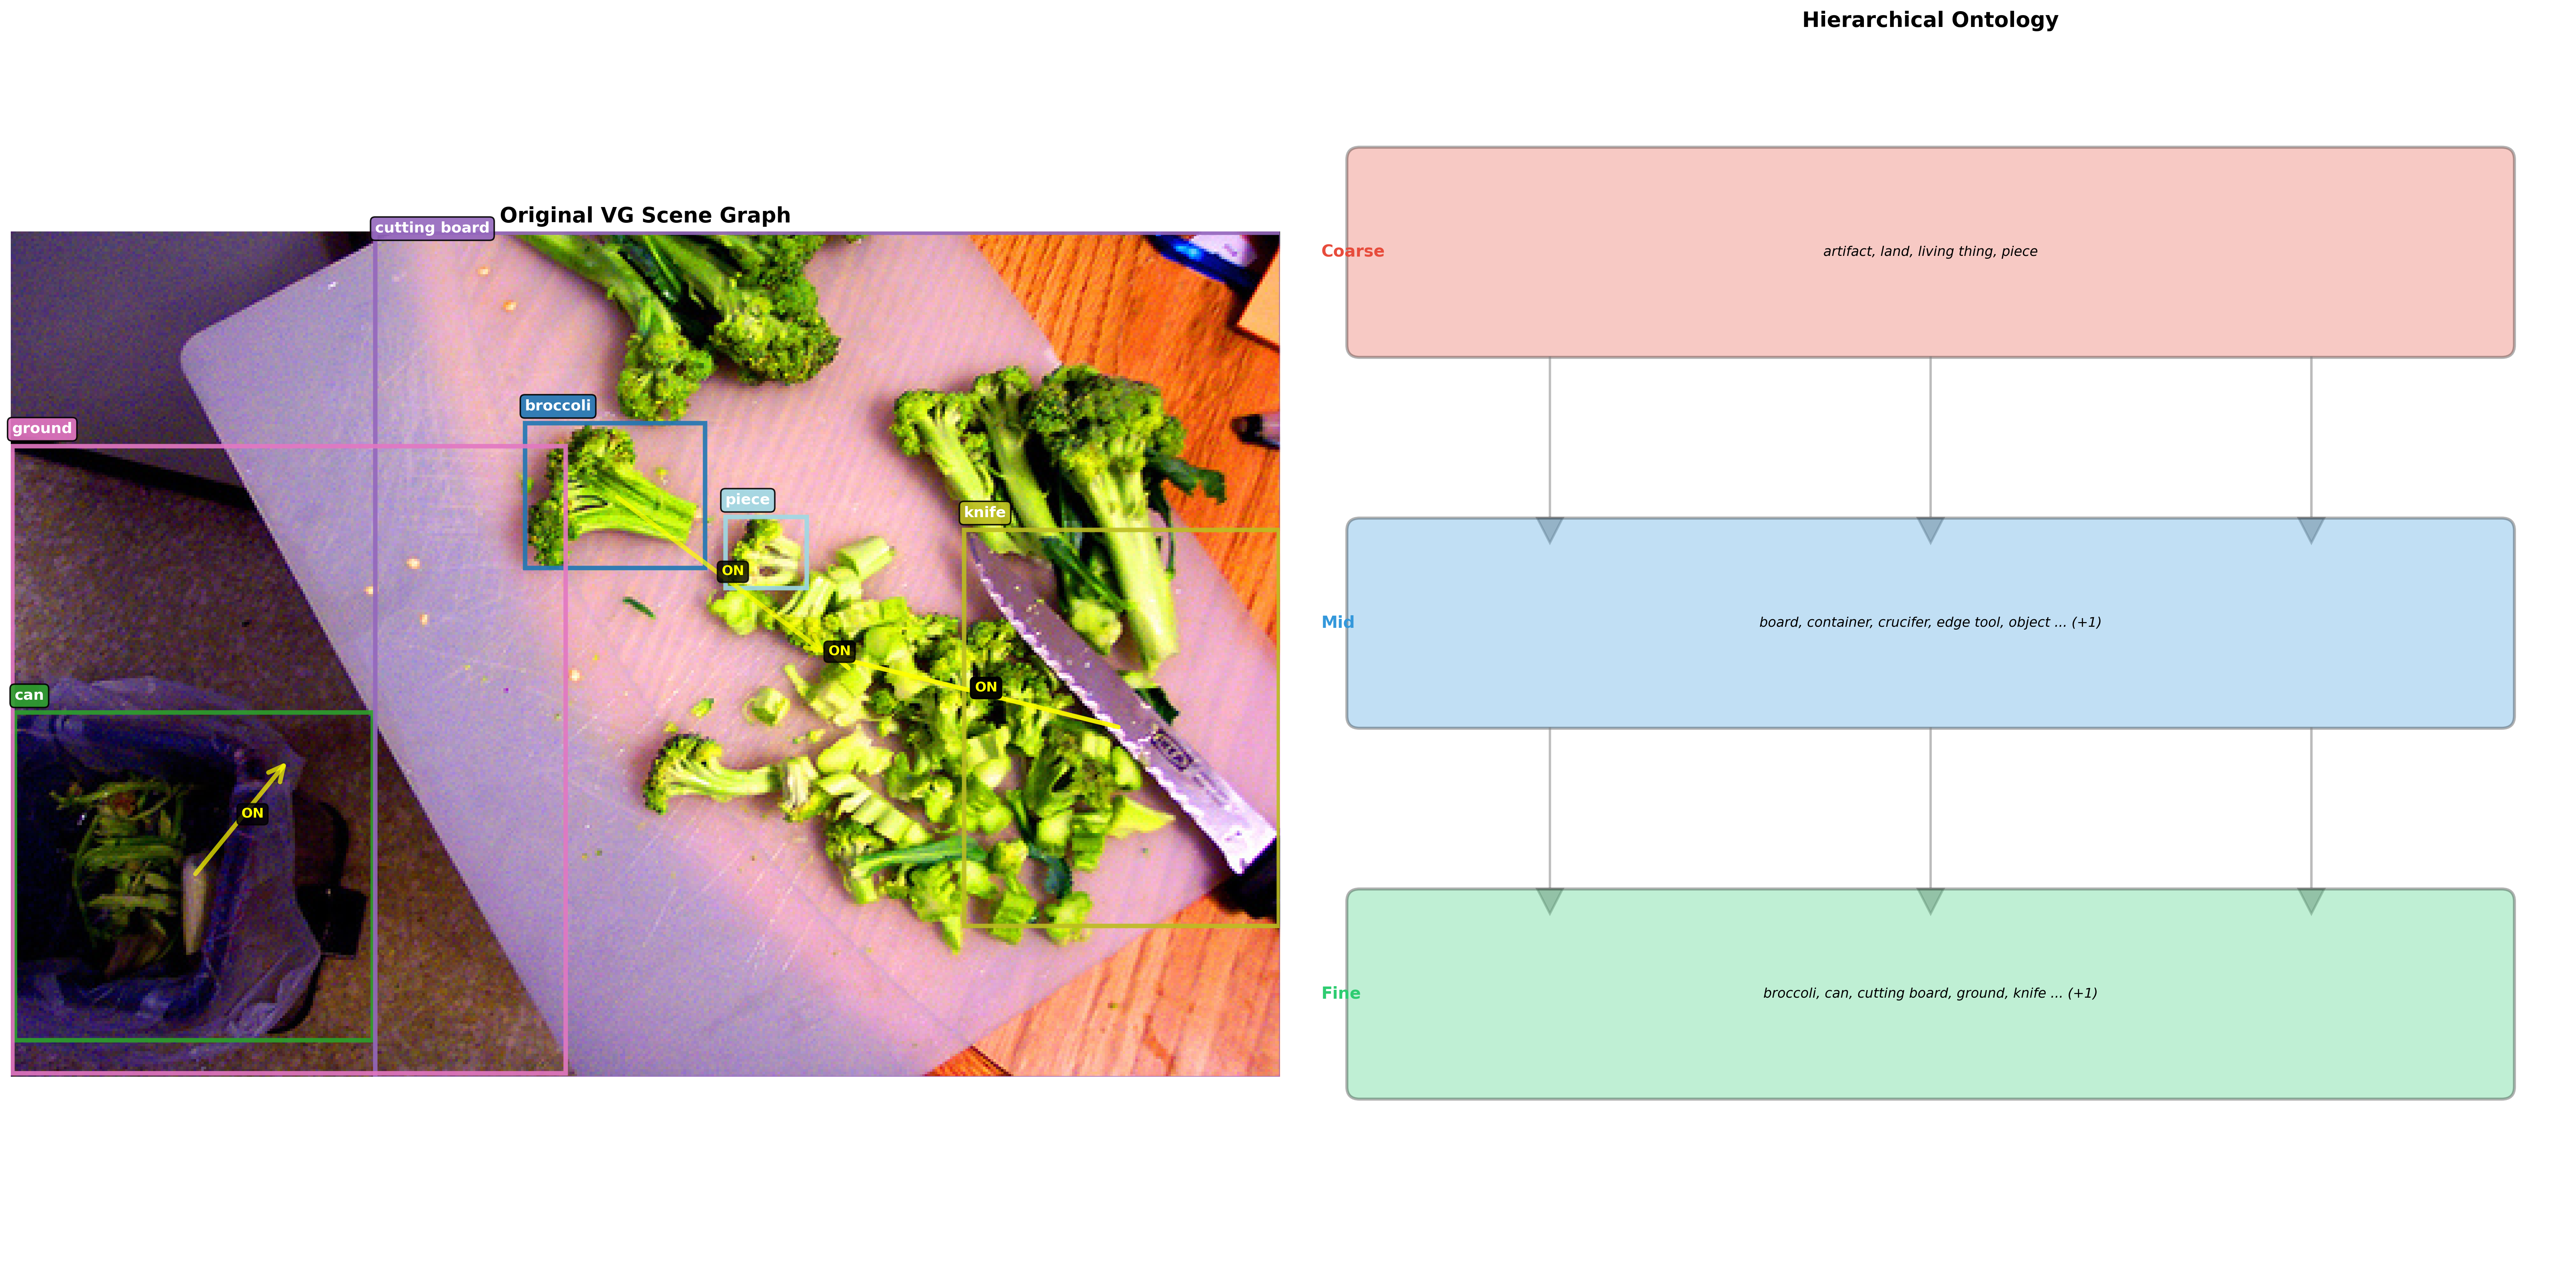 Hierarchical Ontology
Original VG Scene Graph
cutting board
broccoli
ground
piece
knife
ON
ON
ON
can
ON
Coarse
artifact, land, living thing, piece
Mid
board, container, crucifer, edge tool, object ... (+1)
Fine
broccoli, can, cutting board, ground, knife ... (+1)